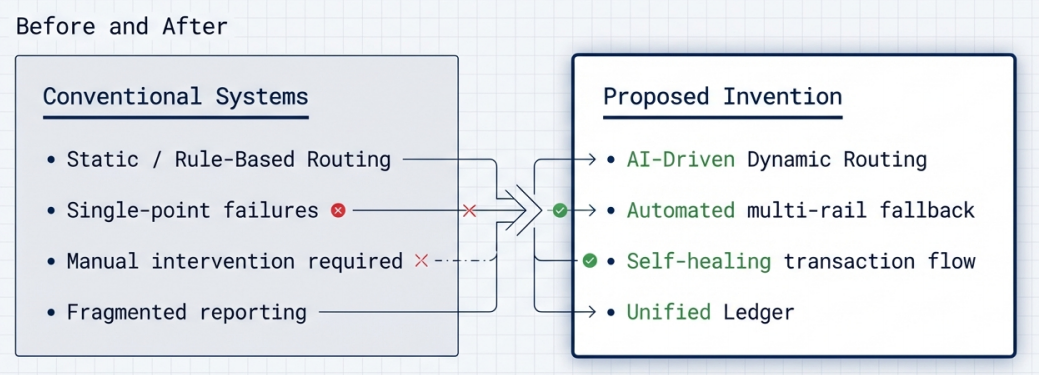 Before and After
Conventional Systems
• Static / Rule-Based Routing
• Single-point failures
• Manual intervention required
• Fragmented reporting
Proposed Invention
• AI-Driven Dynamic Routing
• Automated multi-rail fallback
• Self-healing transaction flow
• Unified Ledger